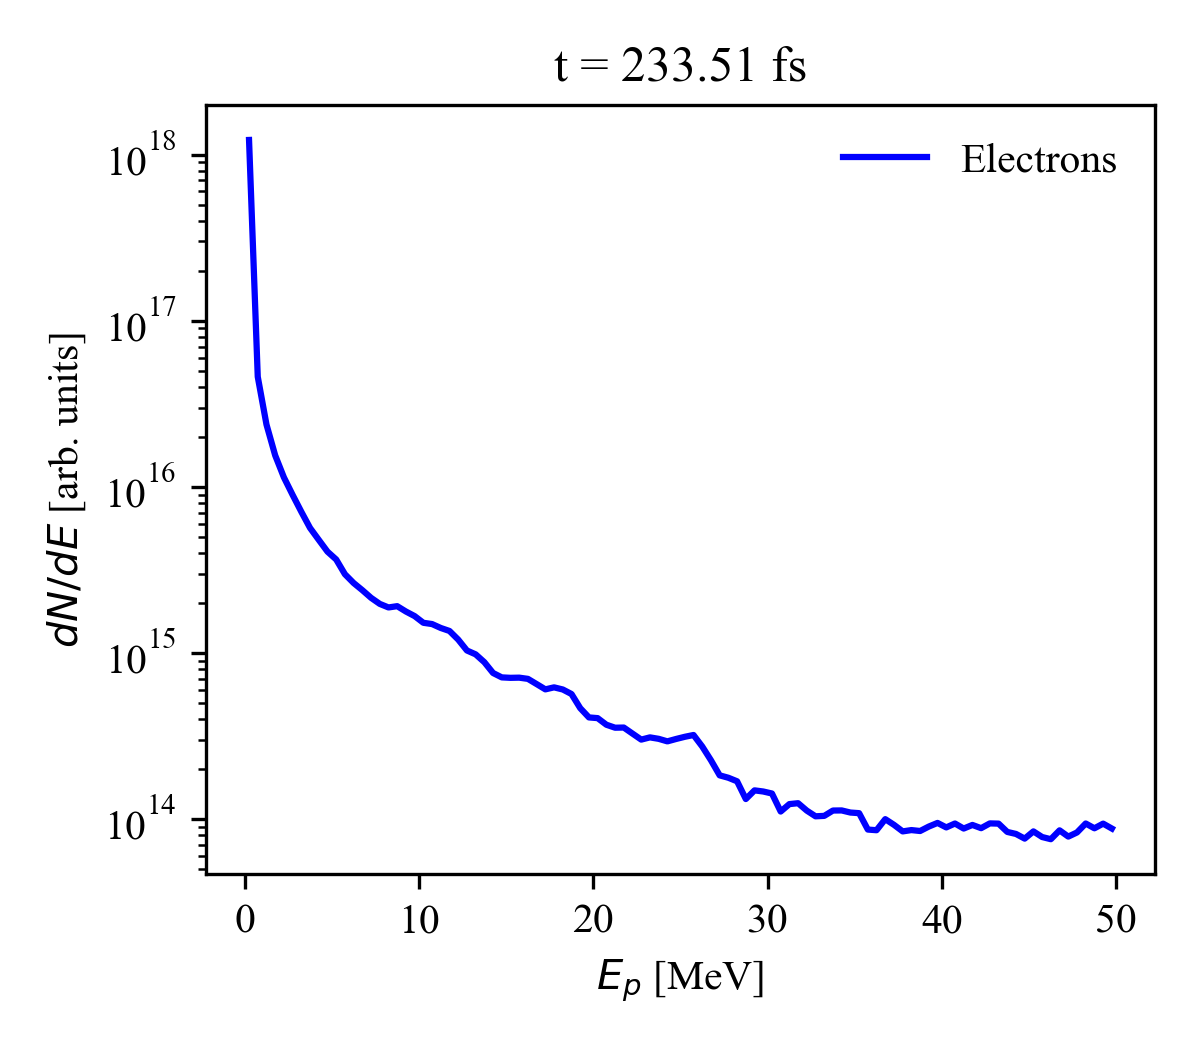 t = 233.51 fs
Electrons
10^18
10^17
10^16
10^15
10^14
dN/dE [arb. units]
0 10 20 30 40 50
E_p [MeV]